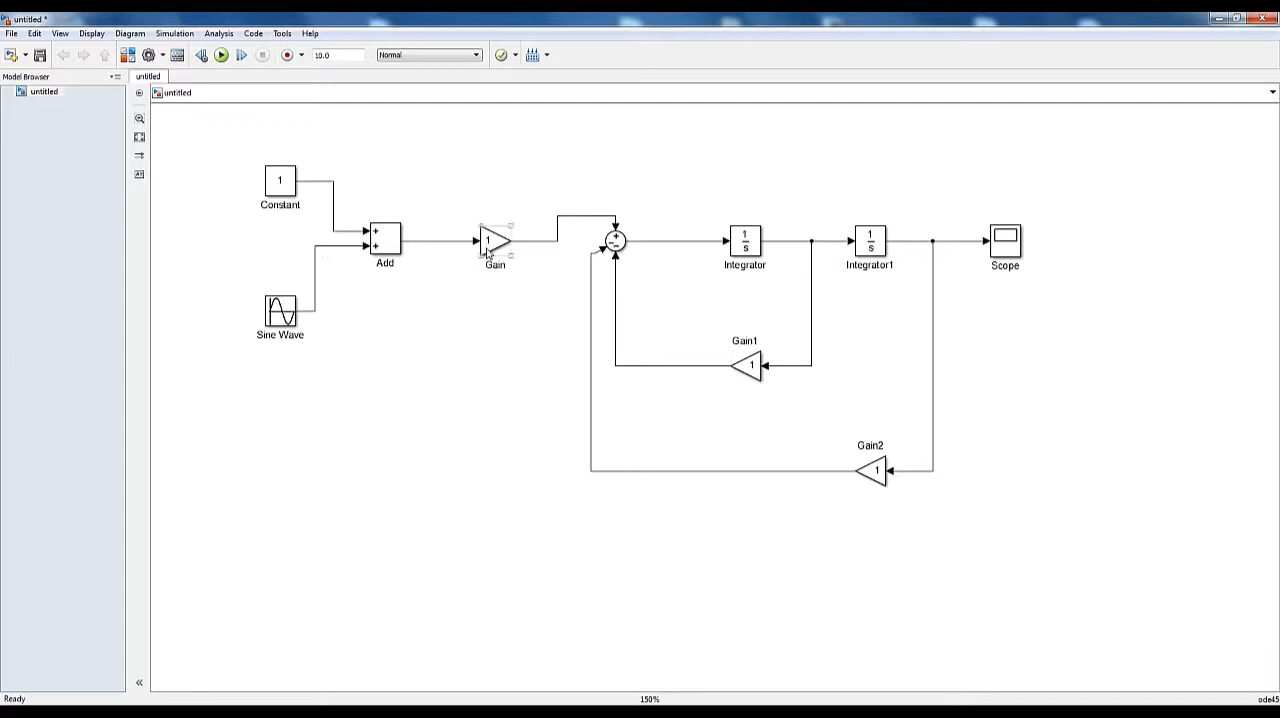 untitled *
File Edit View Display Diagram Simulation Analysis Code Tools Help
10.0 Normal
Model Browser
untitled
untitled
untitled
1
Constant
+
+
Add
Sine Wave
1
Gain
+
−
−
1
s
Integrator
1
s
Integrator1
Scope
Gain1
1
Gain2
1
Ready 150% ode45